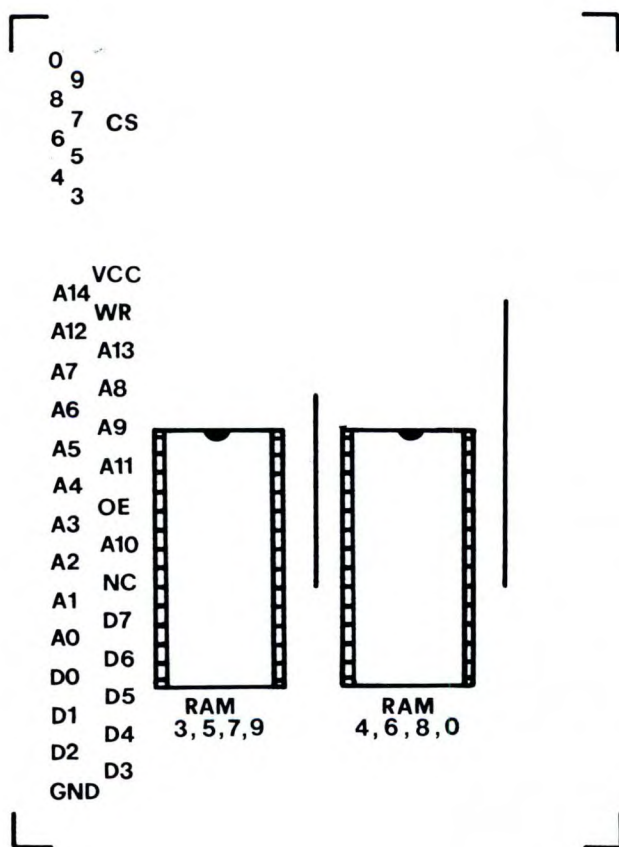 0
9
8
7 CS
6
5
4
3
VCC
A14
WR
A12
A13
A7
A8
A6
A9
A5
A11
A4
OE
A3
A10
A2
NC
A1
D7
A0
D6
D0
D5
D1
D4
D2
D3
GND
RAM
3,5,7,9
RAM
4,6,8,0